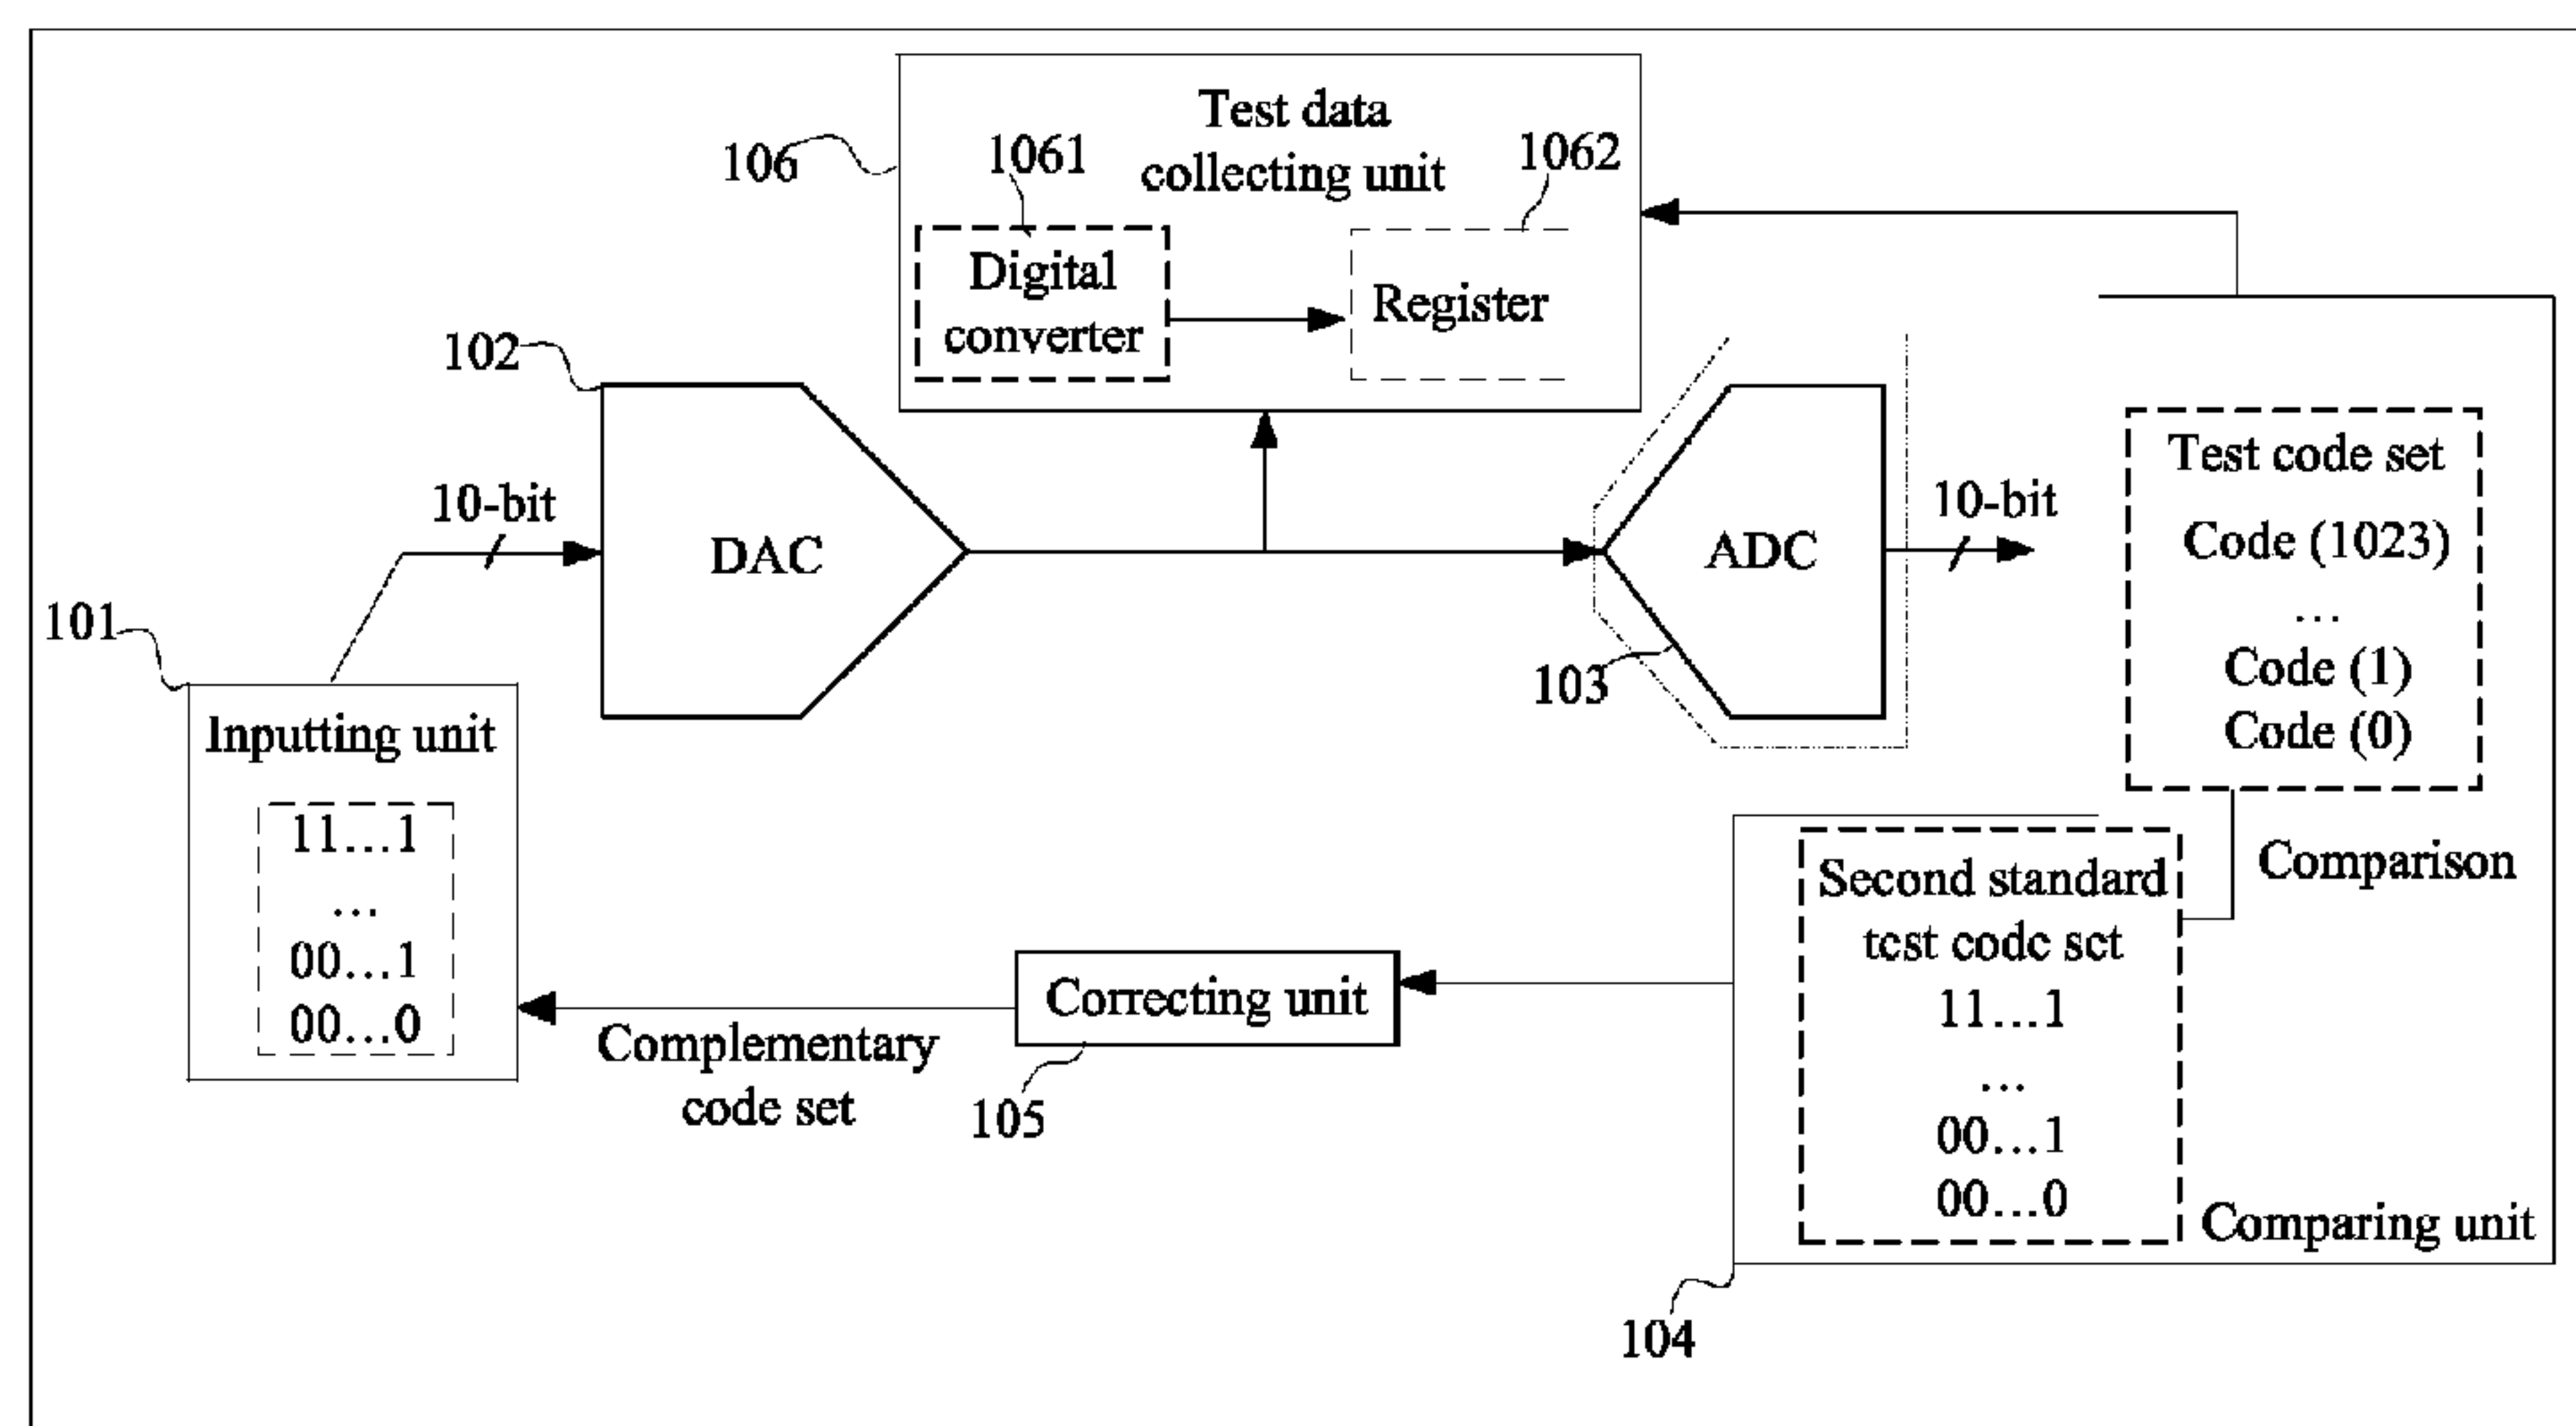 Test data
collecting unit
106
1061
1062
Digital
converter
Register
102
10-bit
DAC
ADC
10-bit
103
Test code set
Code (1023)
...
Code (1)
Code (0)
101
Inputting unit
11...1
...
00...1
00...0
Complementary
code set
Correcting unit
105
Comparison
Second standard
test code set
11...1
...
00...1
00...0
Comparing unit
104